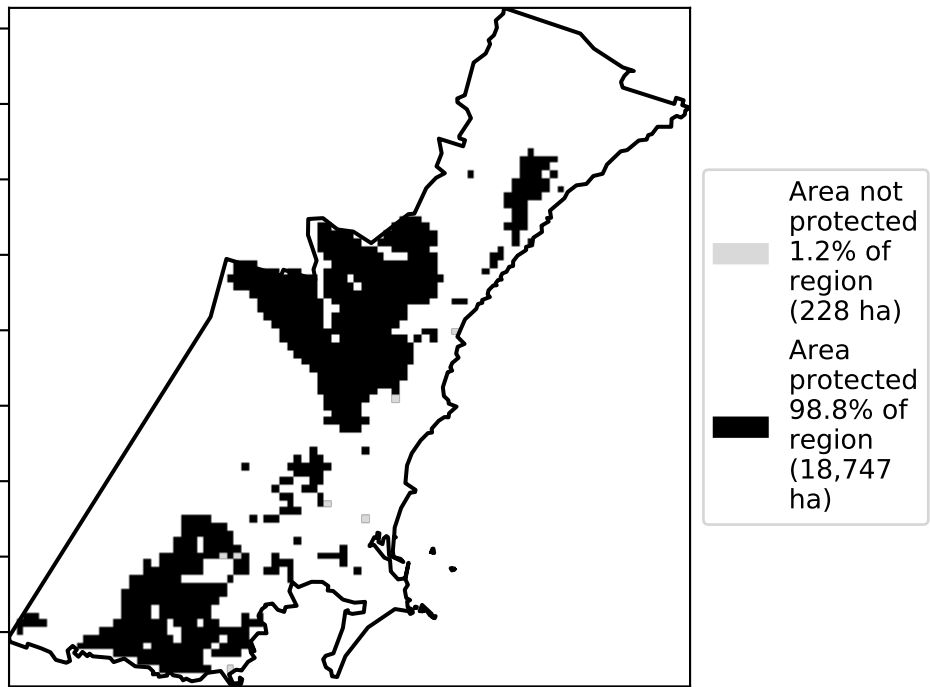 Area not
protected
1.2% of
region
(228 ha)
Area
protected
98.8% of
region
(18,747
ha)